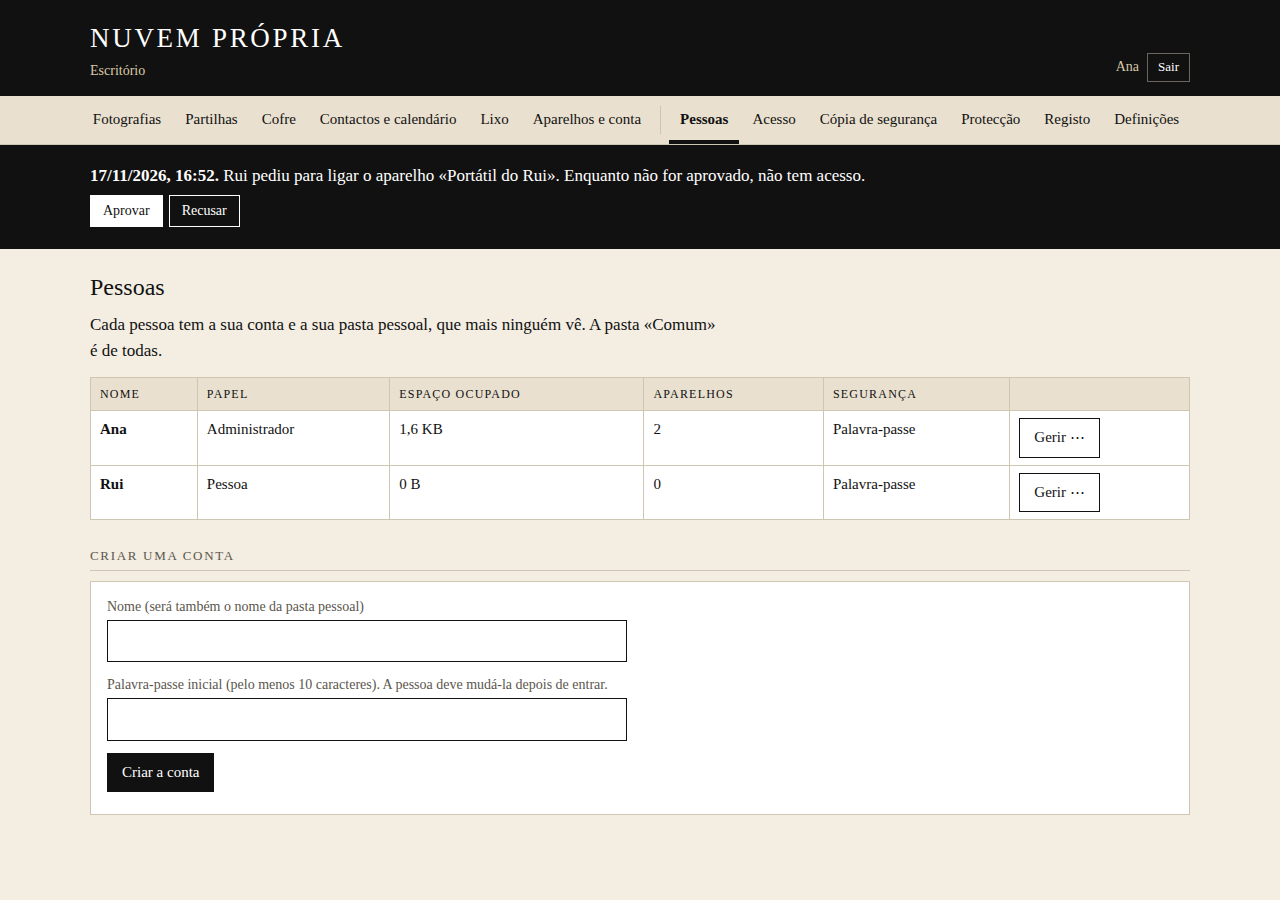 NUVEM PRÓPRIA
Escritório
Ana Sair
Fotografias Partilhas Cofre Contactos e calendário Lixo Aparelhos e conta Pessoas Acesso Cópia de segurança Protecção Registo Definições
17/11/2026, 16:52. Rui pediu para ligar o aparelho «Portátil do Rui». Enquanto não for aprovado, não tem acesso.
Aprovar Recusar
Pessoas
Cada pessoa tem a sua conta e a sua pasta pessoal, que mais ninguém vê. A pasta «Comum»
é de todas.
NOME PAPEL ESPAÇO OCUPADO APARELHOS SEGURANÇA
Ana Administrador 1,6 KB 2 Palavra-passe Gerir ⋯
Rui Pessoa 0 B 0 Palavra-passe Gerir ⋯
CRIAR UMA CONTA
Nome (será também o nome da pasta pessoal)
Palavra-passe inicial (pelo menos 10 caracteres). A pessoa deve mudá-la depois de entrar.
Criar a conta